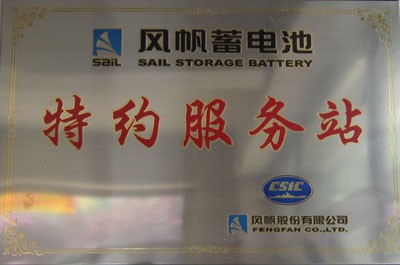 风帆蓄电池
SAIL SAIL STORAGE BATTERY
特约服务站
CSIC
风帆股份有限公司
FENGFAN CO.,LTD.